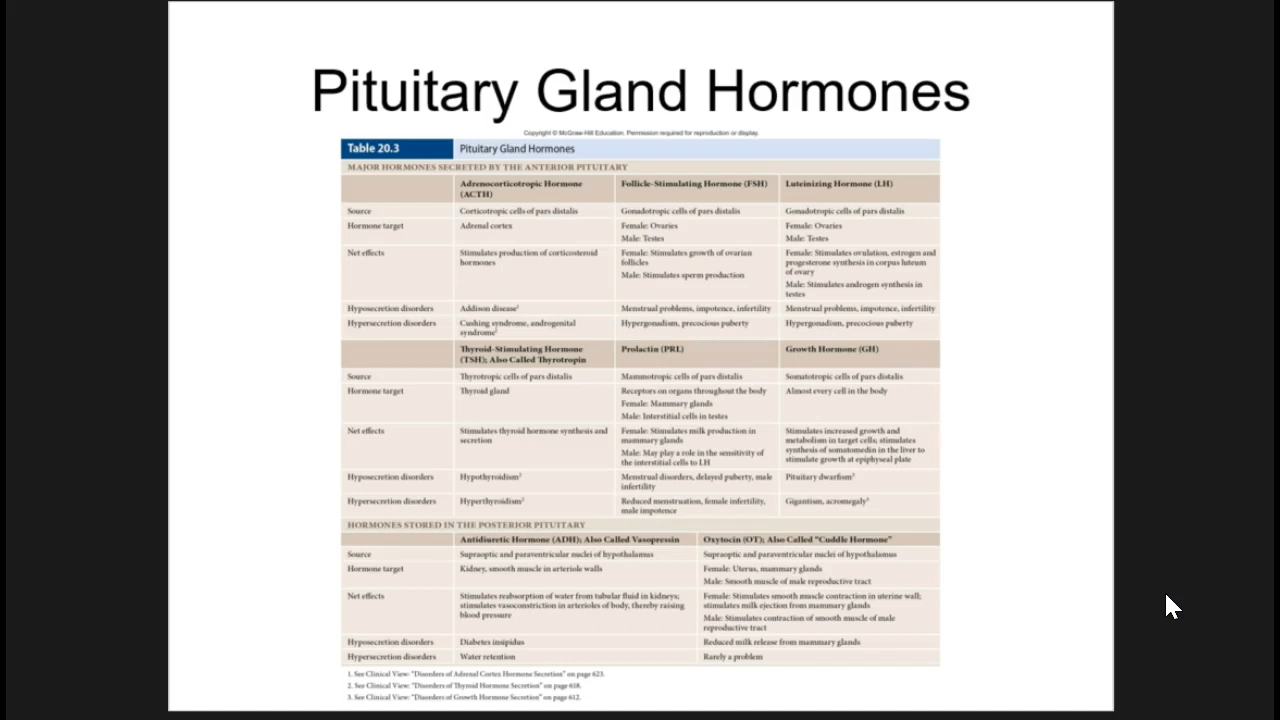 Pituitary Gland Hormones
Copyright © McGraw-Hill Education. Permission required for reproduction or display.
Table 20.3 Pituitary Gland Hormones
MAJOR HORMONES SECRETED BY THE ANTERIOR PITUITARY
Adrenocorticotropic Hormone Follicle-Stimulating Hormone (FSH) Luteinizing Hormone (LH)
(ACTH)
Source Corticotropic cells of pars distalis Gonadotropic cells of pars distalis Gonadotropic cells of pars distalis
Hormone target Adrenal cortex Female: Ovaries Female: Ovaries
Male: Testes Male: Testes
Net effects Stimulates production of corticosteroid Female: Stimulates growth of ovarian Female: Stimulates ovulation, estrogen and
hormones follicles progesterone synthesis in corpus luteum
of ovary
Male: Stimulates sperm production Male: Stimulates androgen synthesis in
testes
Hyposecretion disorders Addison disease¹ Menstrual problems, impotence, infertility Menstrual problems, impotence, infertility
Hypersecretion disorders Cushing syndrome, androgenital Hypergonadism, precocious puberty Hypergonadism, precocious puberty
syndrome¹
Thyroid-Stimulating Hormone Prolactin (PRL) Growth Hormone (GH)
(TSH); Also Called Thyrotropin
Source Thyrotropic cells of pars distalis Mammotropic cells of pars distalis Somatotropic cells of pars distalis
Hormone target Thyroid gland Receptors on organs throughout the body Almost every cell in the body
Female: Mammary glands
Male: Interstitial cells in testes
Net effects Stimulates thyroid hormone synthesis and Female: Stimulates milk production in Stimulates increased growth and
secretion mammary glands metabolism in target cells; stimulates
Male: May play a role in the sensitivity of synthesis of somatomedin in the liver to
the interstitial cells to LH stimulate growth at epiphyseal plate
Hyposecretion disorders Hypothyroidism² Menstrual disorders, delayed puberty, male Pituitary dwarfism³
infertility
Hypersecretion disorders Hyperthyroidism² Reduced menstruation, female infertility, Gigantism, acromegaly³
male impotence
HORMONES STORED IN THE POSTERIOR PITUITARY
Antidiuretic Hormone (ADH); Also Called Vasopressin Oxytocin (OT); Also Called “Cuddle Hormone”
Source Supraoptic and paraventricular nuclei of hypothalamus Supraoptic and paraventricular nuclei of hypothalamus
Hormone target Kidney, smooth muscle in arteriole walls Female: Uterus, mammary glands
Male: Smooth muscle of male reproductive tract
Net effects Stimulates reabsorption of water from tubular fluid in kidneys; Female: Stimulates smooth muscle contraction in uterine wall;
stimulates vasoconstriction in arterioles of body, thereby raising stimulates milk ejection from mammary glands
blood pressure Male: Stimulates contraction of smooth muscle of male
reproductive tract
Hyposecretion disorders Diabetes insipidus Reduced milk release from mammary glands
Hypersecretion disorders Water retention Rarely a problem
1. See Clinical View: “Disorders of Adrenal Cortex Hormone Secretion” on page 623.
2. See Clinical View: “Disorders of Thyroid Hormone Secretion” on page 618.
3. See Clinical View: “Disorders of Growth Hormone Secretion” on page 612.